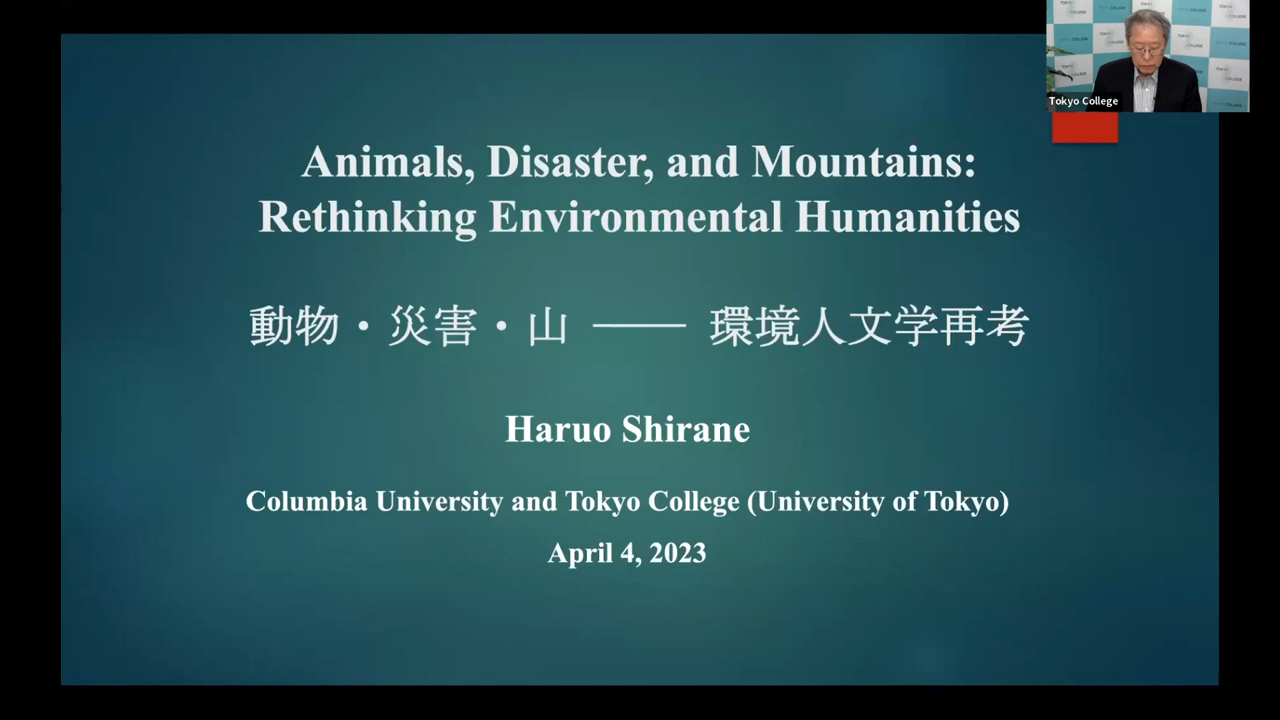 Animals, Disaster, and Mountains:
Rethinking Environmental Humanities
動物・災害・山 —— 環境人文学再考
Haruo Shirane
Columbia University and Tokyo College (University of Tokyo)
April 4, 2023
Tokyo College